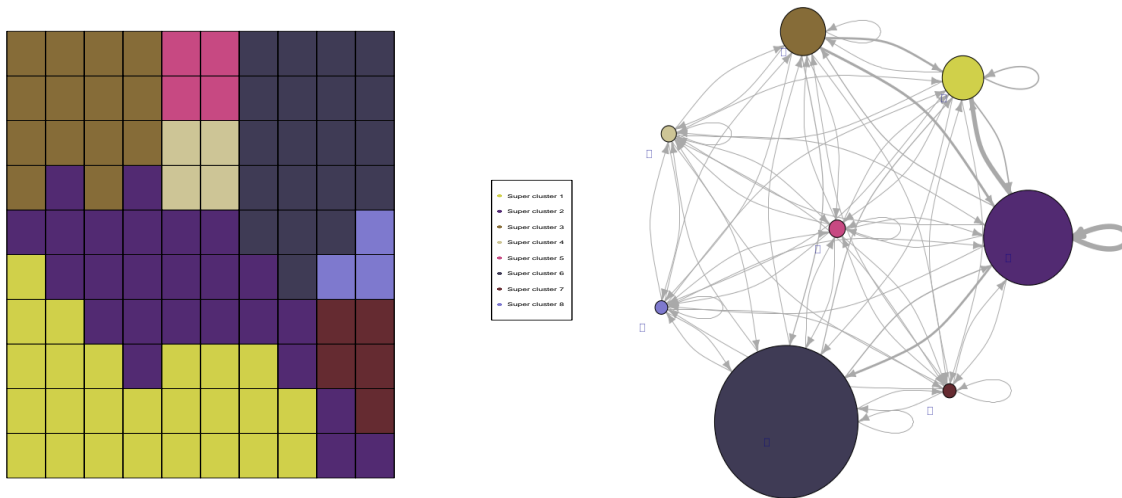 Super cluster 1
Super cluster 2
Super cluster 3
Super cluster 4
Super cluster 5
Super cluster 6
Super cluster 7
Super cluster 8